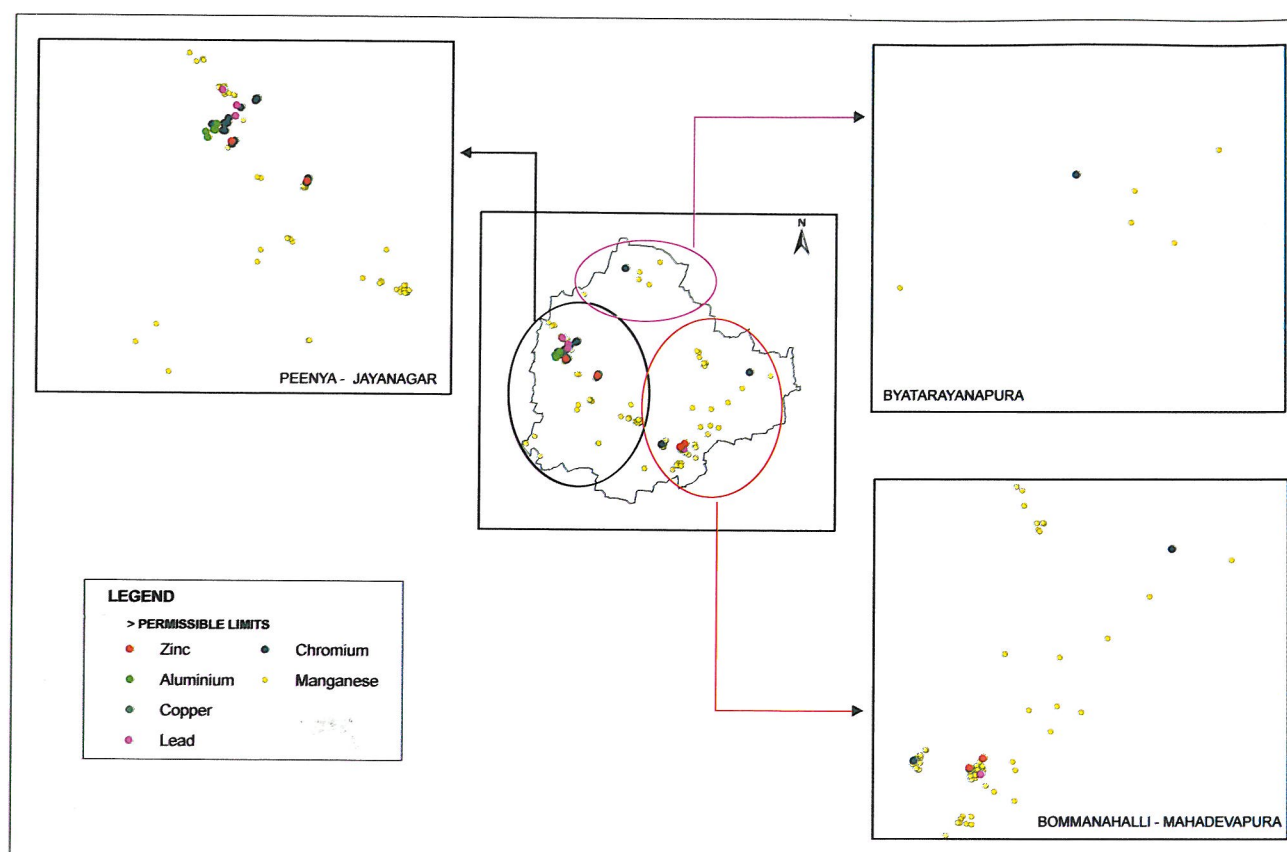 PEENYA - JAYANAGAR
N
BYATARAYANAPURA
LEGEND
> PERMISSIBLE LIMITS
Zinc
Chromium
Aluminium
Manganese
Copper
Lead
BOMMANAHALLI - MAHADEVAPURA